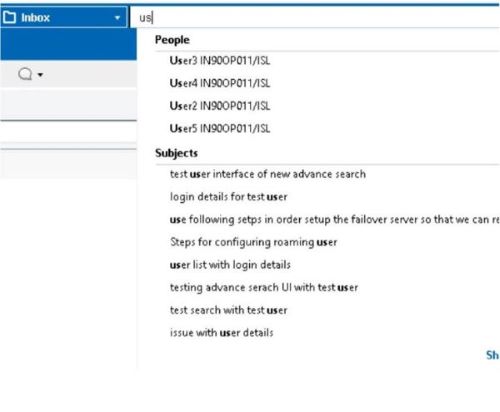 Inbox us
People
User3 IN90OP011/ISL
User4 IN90OP011/ISL
User2 IN90OP011/ISL
User5 IN90OP011/ISL
Subjects
test user interface of new advance search
login details for test user
use following setps in order setup the failover server so that we can re
Steps for configuring roaming user
user list with login details
testing advance serach UI with test user
test search with test user
issue with user details
Sh